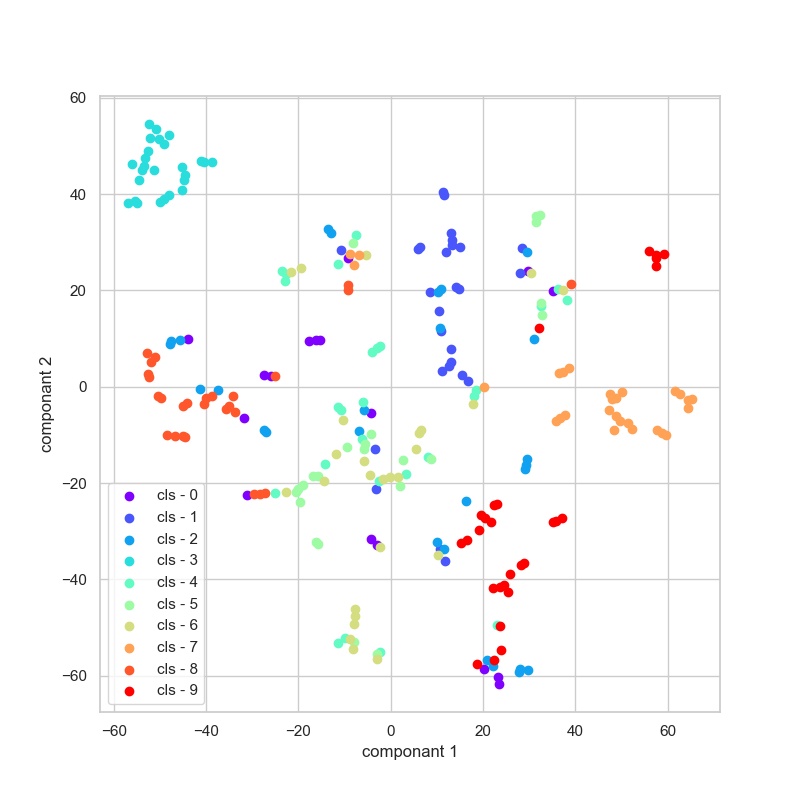 60
40
20
0
−20
−40
−60
componant 2
cls - 0
cls - 1
cls - 2
cls - 3
cls - 4
cls - 5
cls - 6
cls - 7
cls - 8
cls - 9
−60 −40 −20 0 20 40 60
componant 1